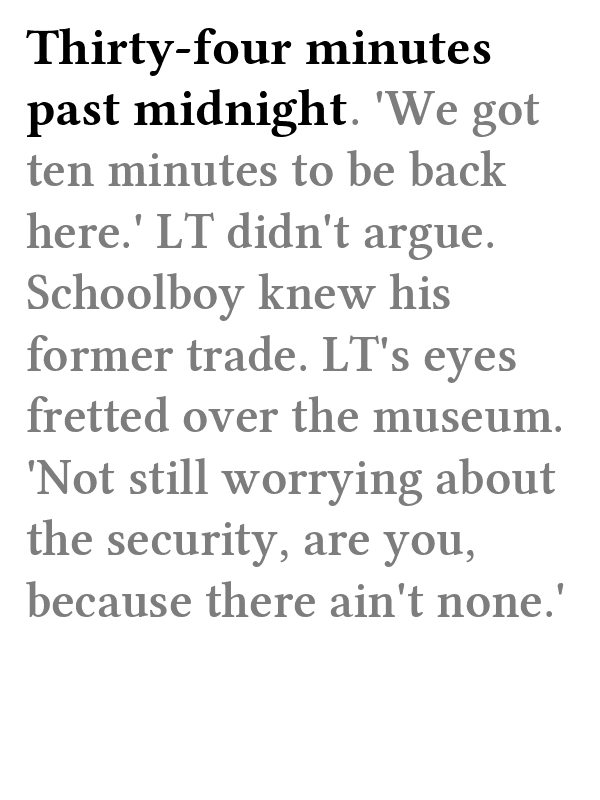 Thirty-four minutes
past midnight. 'We got
ten minutes to be back
here.' LT didn't argue.
Schoolboy knew his
former trade. LT's eyes
fretted over the museum.
'Not still worrying about
the security, are you,
because there ain't none.'